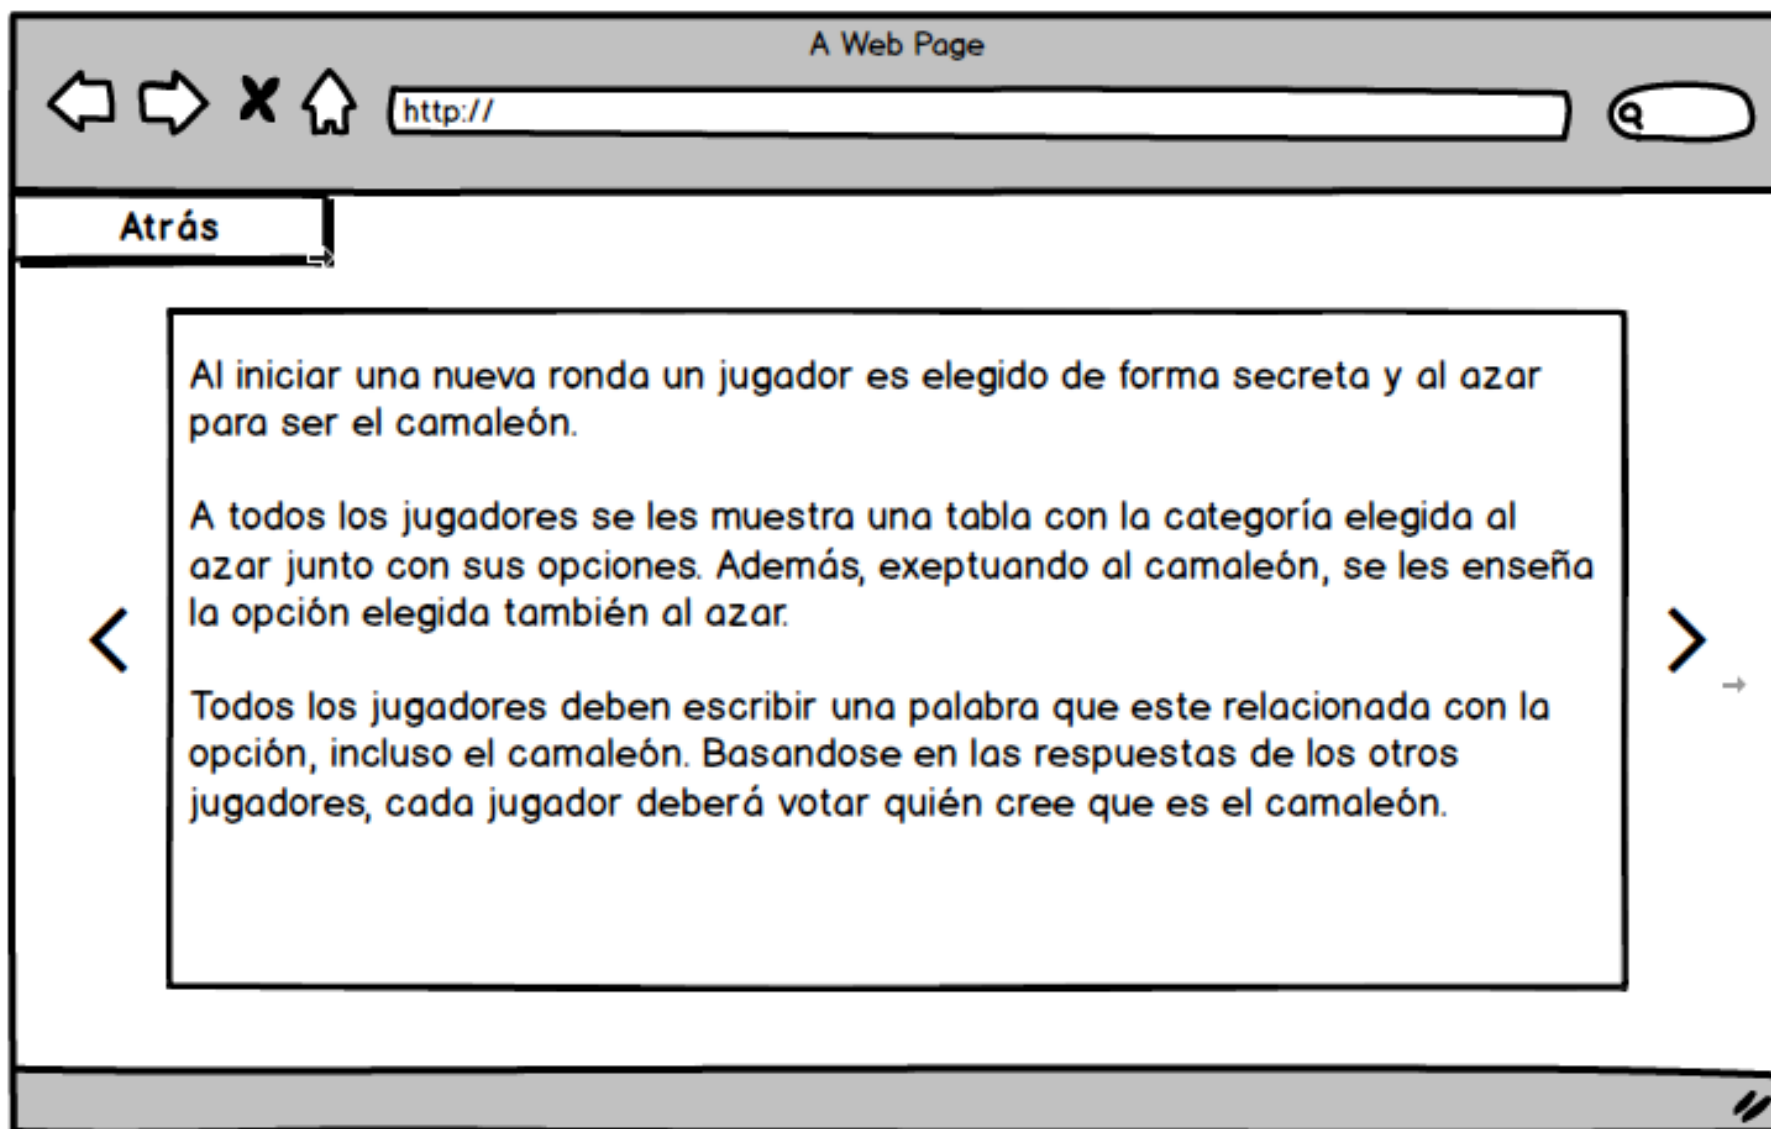 A Web Page
http://
Atrás
Al iniciar una nueva ronda un jugador es elegido de forma secreta y al azar
para ser el camaleón.
A todos los jugadores se les muestra una tabla con la categoría elegida al
azar junto con sus opciones. Además, exeptuando al camaleón, se les enseña
la opción elegida también al azar.
Todos los jugadores deben escribir una palabra que este relacionada con la
opción, incluso el camaleón. Basandose en las respuestas de los otros
jugadores, cada jugador deberá votar quién cree que es el camaleón.